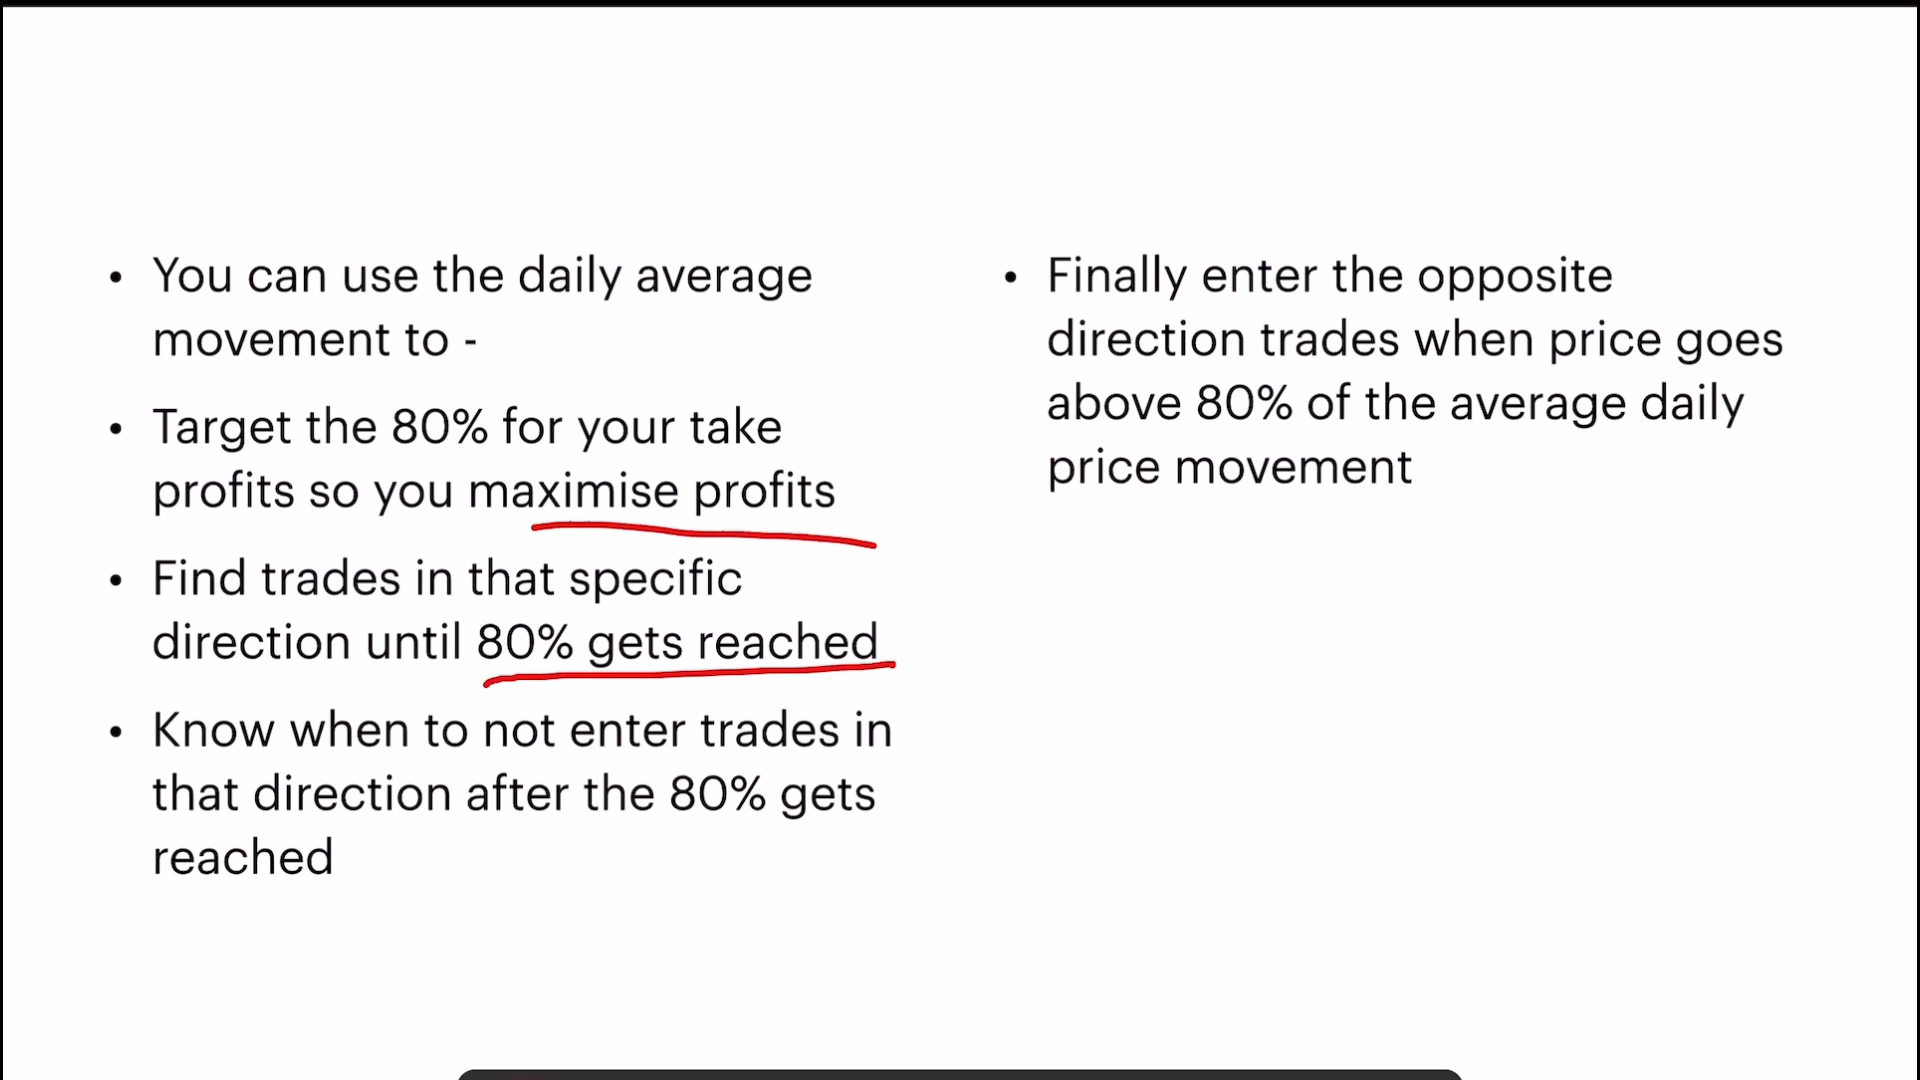 • You can use the daily average
movement to -
• Target the 80% for your take
profits so you maximise profits
• Find trades in that specific
direction until 80% gets reached
• Know when to not enter trades in
that direction after the 80% gets
reached
• Finally enter the opposite
direction trades when price goes
above 80% of the average daily
price movement